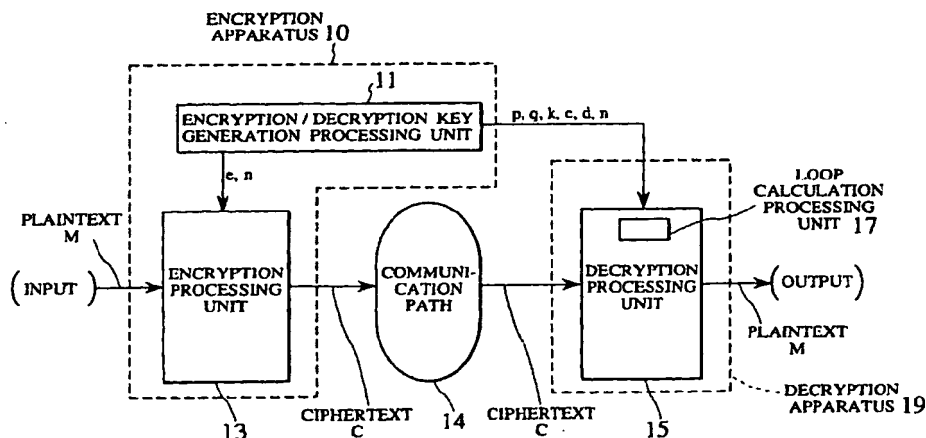 ENCRYPTION
APPARATUS 10
11
ENCRYPTION / DECRYPTION KEY
GENERATION PROCESSING UNIT
p, q, k, c, d, n
e, n
LOOP
CALCULATION
PROCESSING
UNIT 17
PLAINTEXT
M
(INPUT)
ENCRYPTION
PROCESSING
UNIT
COMMUNI-
CATION
PATH
DECRYPTION
PROCESSING
UNIT
(OUTPUT)
PLAINTEXT
M
13
CIPHERTEXT
C
14
CIPHERTEXT
C
15
DECRYPTION
APPARATUS 19